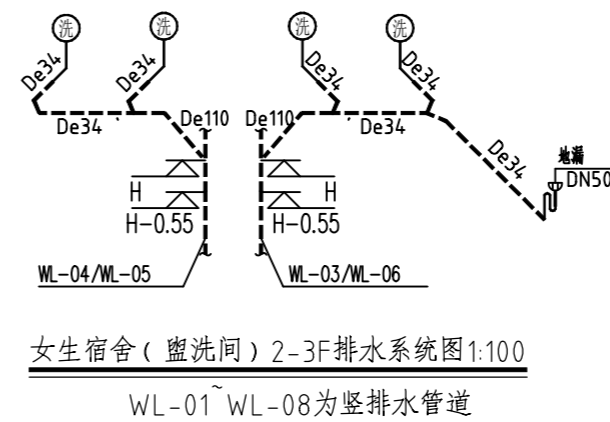 洗 洗 洗 洗
De34 De34 De34 De34
De34 De110 De110 De34
De34
地漏
DN50
H H
H-0.55 H-0.55
WL-04/WL-05 WL-03/WL-06
女生宿舍(盥洗间)2-3F排水系统图1:100
WL-01~WL-08为竖排水管道